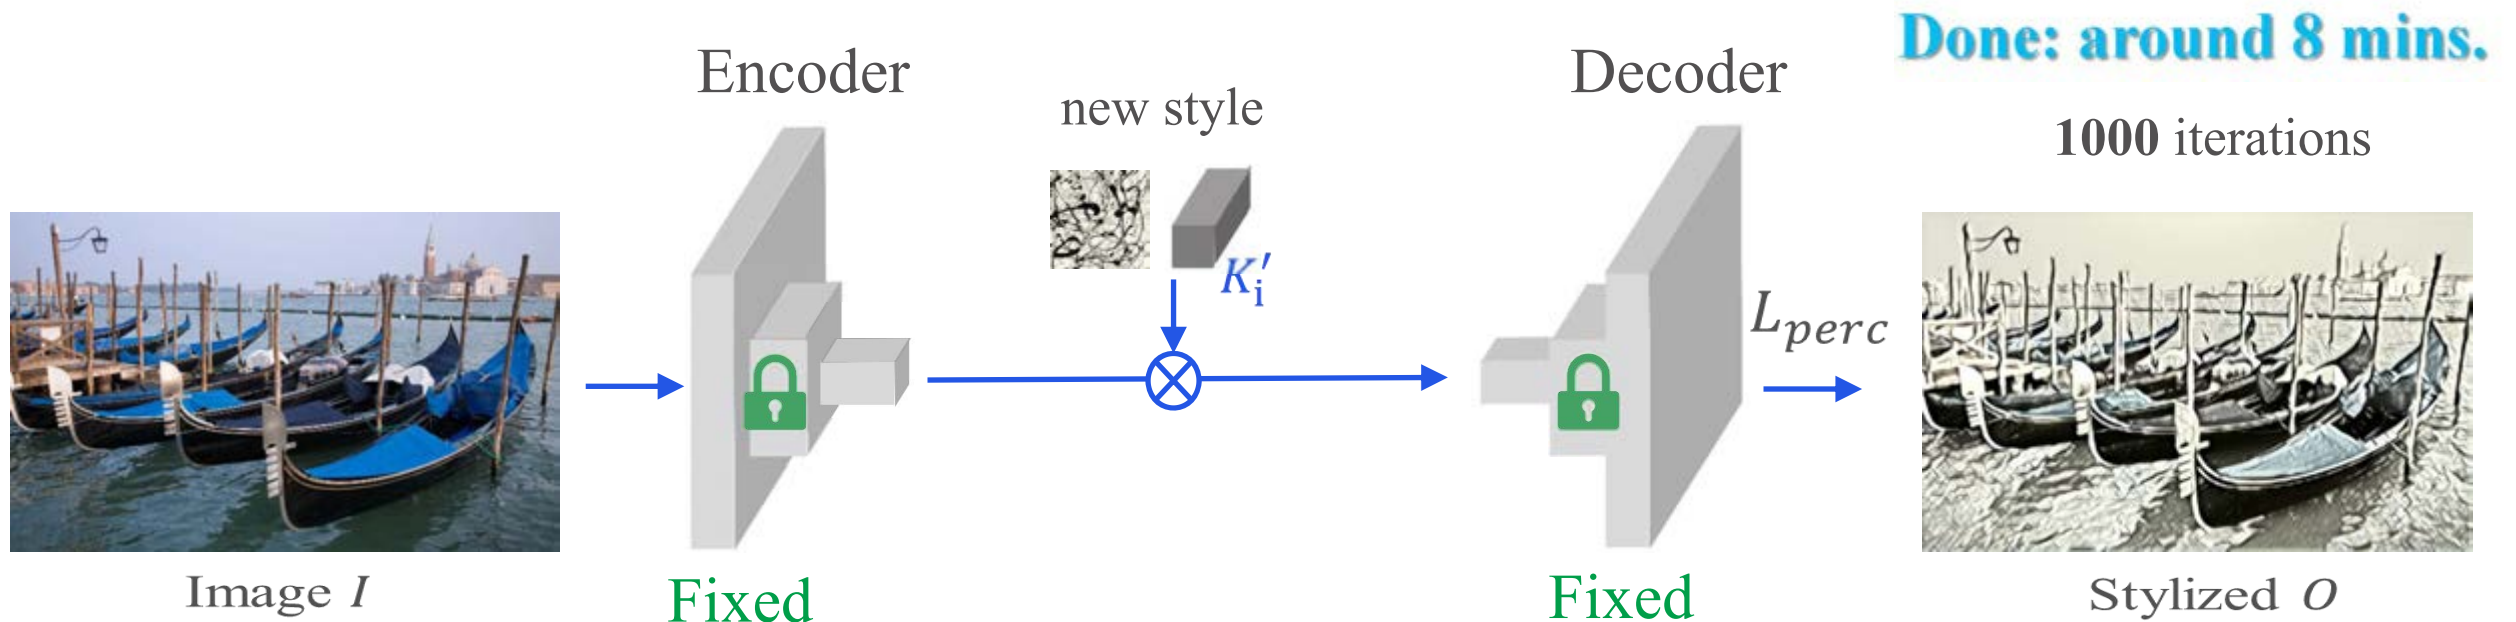 Done: around 8 mins.
Encoder
Decoder
new style
1000 iterations
K'i
Lperc
Image I
Fixed
Fixed
Stylized O